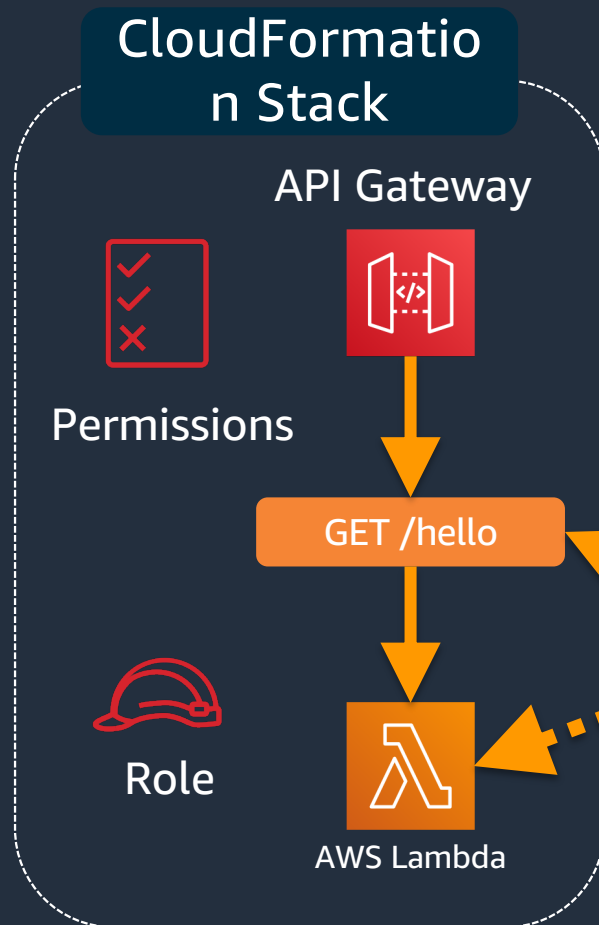 CloudFormatio
n Stack
API Gateway
</>
Permissions
GET /hello
Role
AWS Lambda